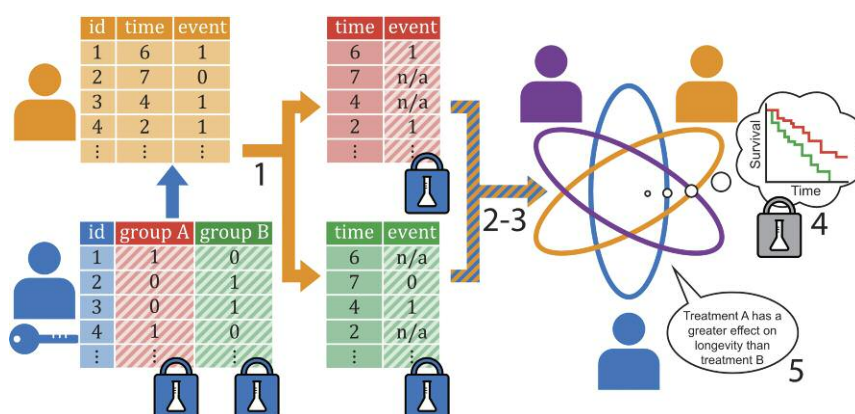 id time event
1 6 1
2 7 0
3 4 1
4 2 1
⋮ ⋮ ⋮
time event
6 1
7 n/a
4 n/a
2 1
⋮ ⋮
1
id group A group B
1 1 0
2 0 1
3 0 1
4 1 0
⋮ ⋮ ⋮
time event
6 n/a
7 0
4 1
2 n/a
⋮ ⋮
2-3
Survival
Time
4
Treatment A has a
greater effect on
longevity than
treatment B
5